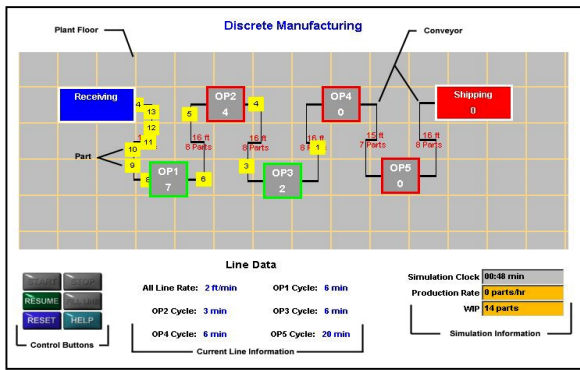 Discrete Manufacturing
Plant Floor
Conveyor
Receiving
4
13
12
11
10
9
8
Part
OP1
7
6
5
OP2
4
4
16 ft
8 Parts
3
OP3
2
16 ft
8
1
16 ft
8 Parts
OP4
0
15 ft
7 Parts
OP5
0
16 ft
8 Parts
Shipping
0
Line Data
All Line Rate: 2 ft/min
OP1 Cycle: 6 min
OP2 Cycle: 3 min
OP3 Cycle: 6 min
OP4 Cycle: 6 min
OP5 Cycle: 20 min
Current Line Information
START
STOP
RESUME
FILL LINE
RESET
HELP
Control Buttons
Simulation Clock 00:48 min
Production Rate 0 parts/hr
WIP 14 parts
Simulation Information